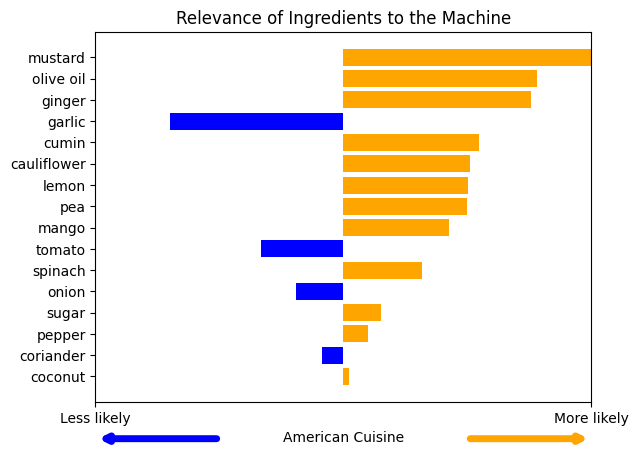 Relevance of Ingredients to the Machine
mustard
olive oil
ginger
garlic
cumin
cauliflower
lemon
pea
mango
tomato
spinach
onion
sugar
pepper
coriander
coconut
Less likely More likely
American Cuisine